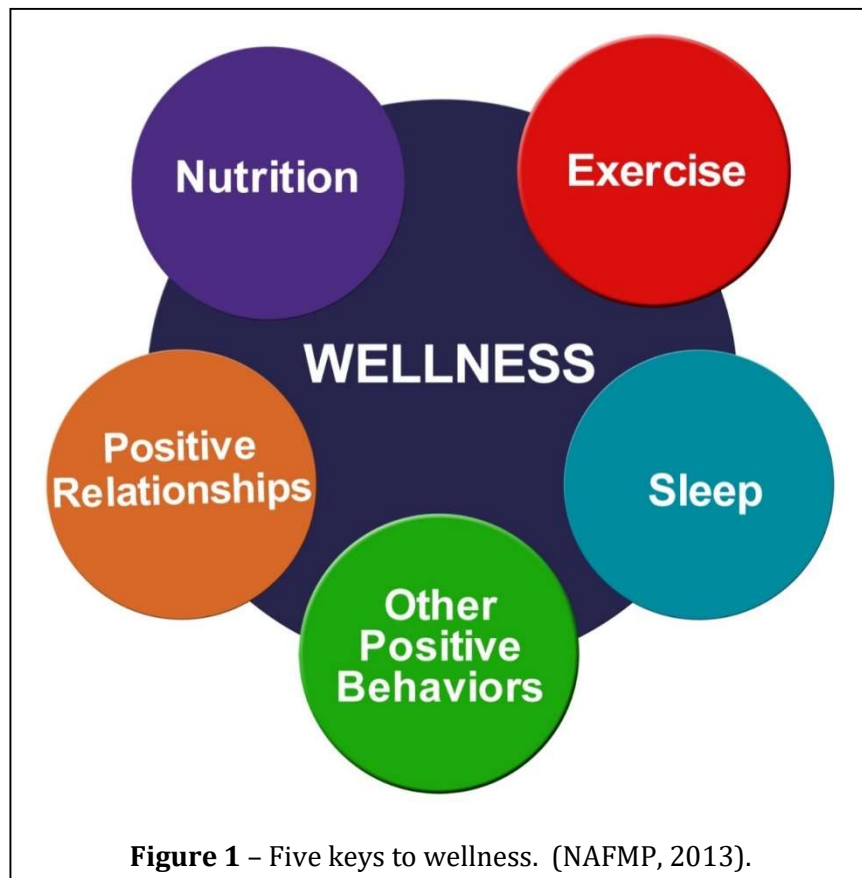 Nutrition
Exercise
WELLNESS
Positive
Relationships
Sleep
Other
Positive
Behaviors
Figure 1 – Five keys to wellness. (NAFMP, 2013).